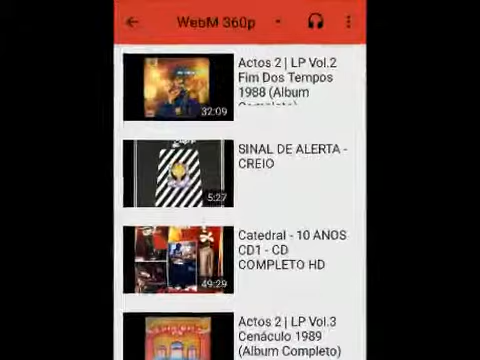 WebM 360p
Actos 2 | LP Vol.2
Fim Dos Tempos
1988 (Album
Completo)
32:09
SINAL DE ALERTA -
CREIO
5:27
Catedral - 10 ANOS
CD1 - CD
COMPLETO HD
49:29
Actos 2 | LP Vol.3
Cenáculo 1989
(Album Completo)